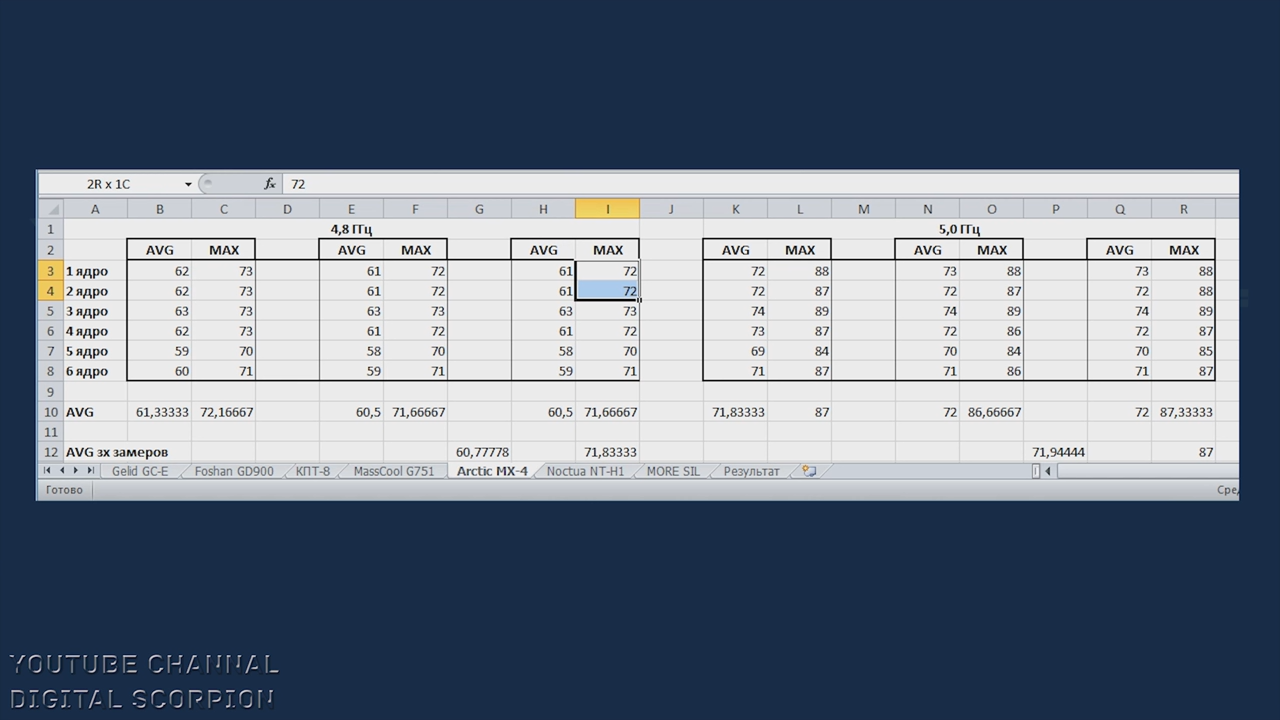 2R x 1C fx 72
A B C D E F G H I J K L M N O P Q R
1 4,8 ГГц 5,0 ГГц
2 AVG MAX AVG MAX AVG MAX AVG MAX AVG MAX AVG MAX
3 1 ядро 62 73 61 72 61 72 72 88 73 88 73 88
4 2 ядро 62 73 61 72 61 72 72 87 72 87 72 88
5 3 ядро 63 73 63 73 63 73 74 89 74 89 74 89
6 4 ядро 62 73 61 72 61 72 73 87 72 86 72 87
7 5 ядро 59 70 58 70 58 70 69 84 70 84 70 85
8 6 ядро 60 71 59 71 59 71 71 87 71 86 71 87
9
10 AVG 61,33333 72,16667 60,5 71,66667 60,5 71,66667 71,83333 87 72 86,66667 72 87,33333
11
12 AVG 3х замеров 60,77778 71,83333 71,94444 87
Gelid GC-E Foshan GD900 КПТ-8 MassCool G751 Arctic MX-4 Noctua NT-H1 MORE SIL Результат
Готово Сре
YOUTUBE CHANNAL
DIGITAL SCORPION